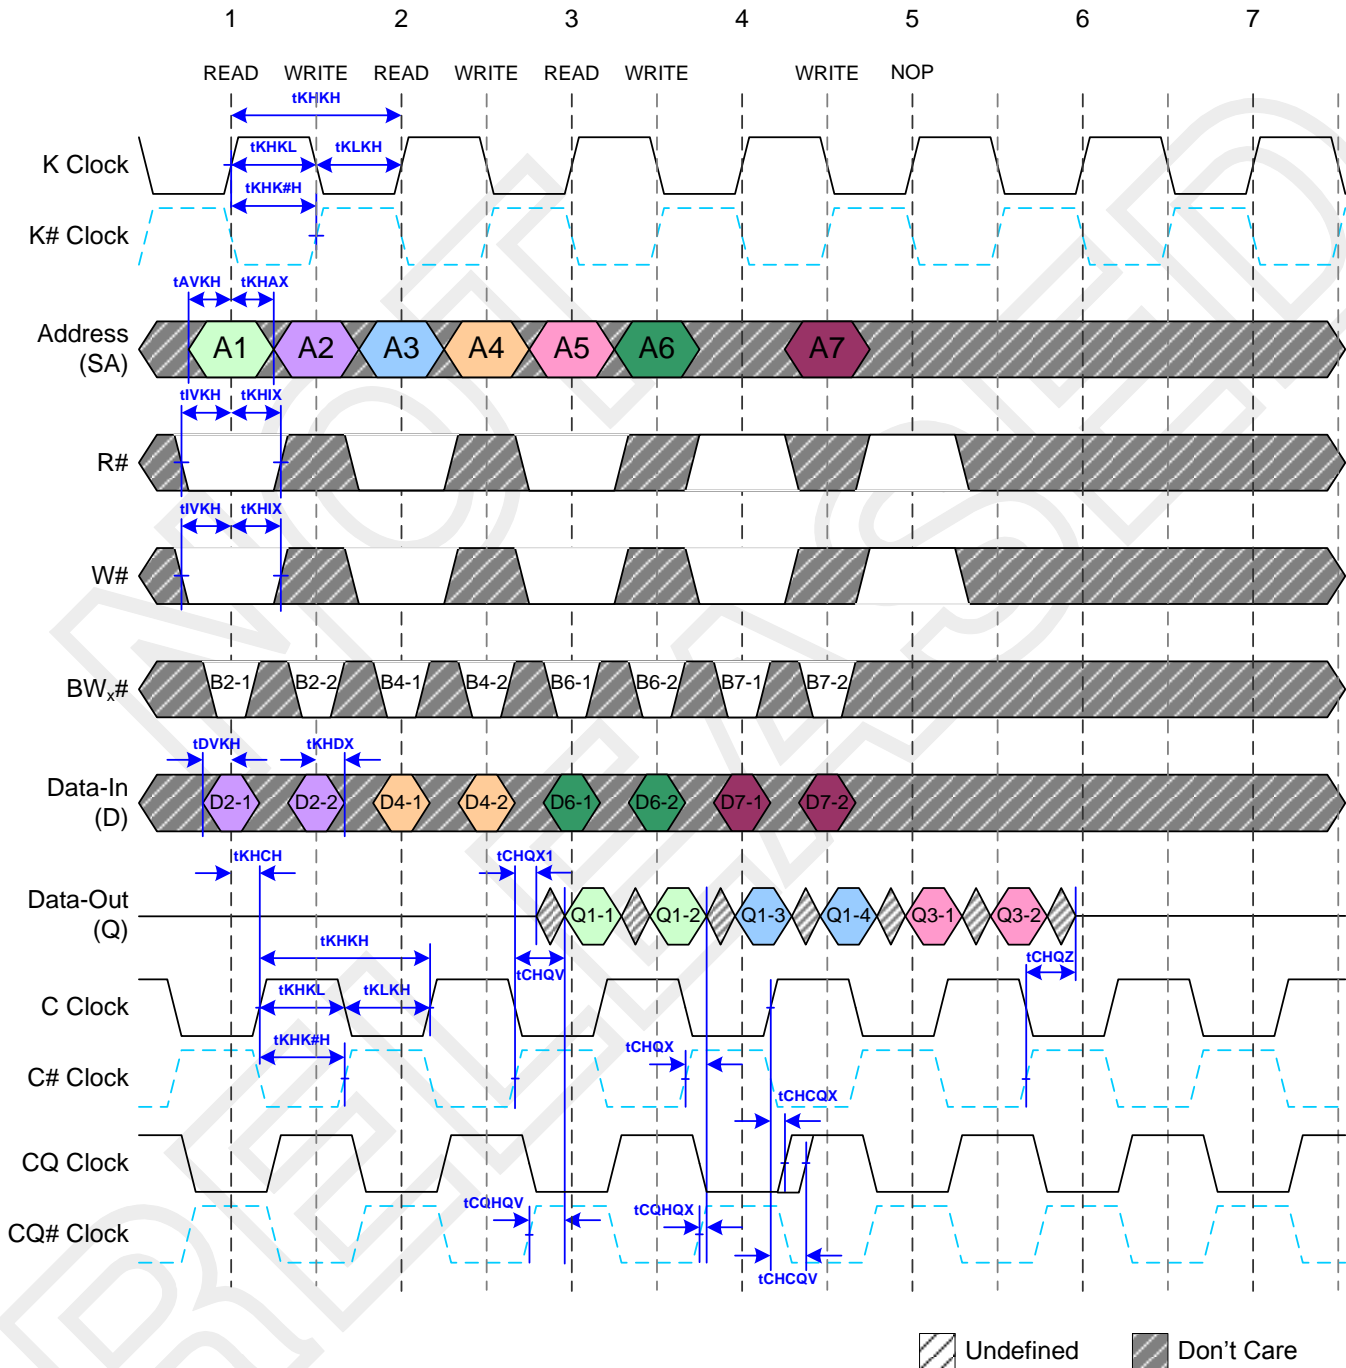 1 2 3 4 5 6 7
READ WRITE READ WRITE READ WRITE WRITE NOP
tKHKH
K Clock
tKHKL tKLKH
tKHK#H
K# Clock
tAVKH tKHAX
Address
(SA)
A1 A2 A3 A4 A5 A6 A7
tIVKH tKHIX
R#
tIVKH tKHIX
W#
BWx#
B2-1 B2-2 B4-1 B4-2 B6-1 B6-2 B7-1 B7-2
tDVKH tKHDX
Data-In
(D)
D2-1 D2-2 D4-1 D4-2 D6-1 D6-2 D7-1 D7-2
tKHCH tCHQX1
Data-Out
(Q)
Q1-1 Q1-2 Q1-3 Q1-4 Q3-1 Q3-2
tKHKH tCHQV tCHQZ
C Clock
tKHKL tKLKH
tKHK#H tCHQX
C# Clock
tCHCQX
CQ Clock
tCQHQV tCQHQX
CQ# Clock
tCHCQV
Undefined Don't Care
NOT
RELEASED